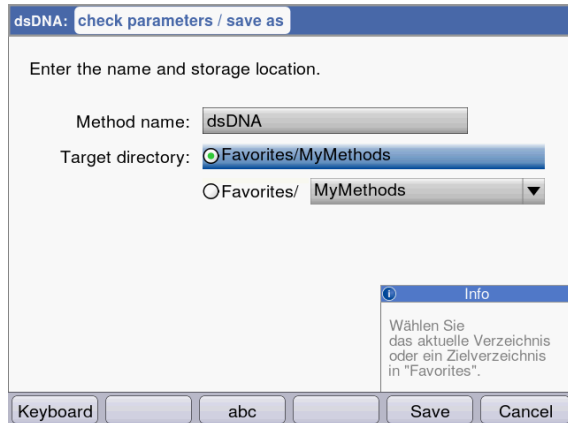 dsDNA: check parameters / save as
Enter the name and storage location.
Method name: dsDNA
Target directory: Favorites/MyMethods
Favorites/ MyMethods
Info
Wählen Sie
das aktuelle Verzeichnis
oder ein Zielverzeichnis
in "Favorites".
Keyboard abc Save Cancel